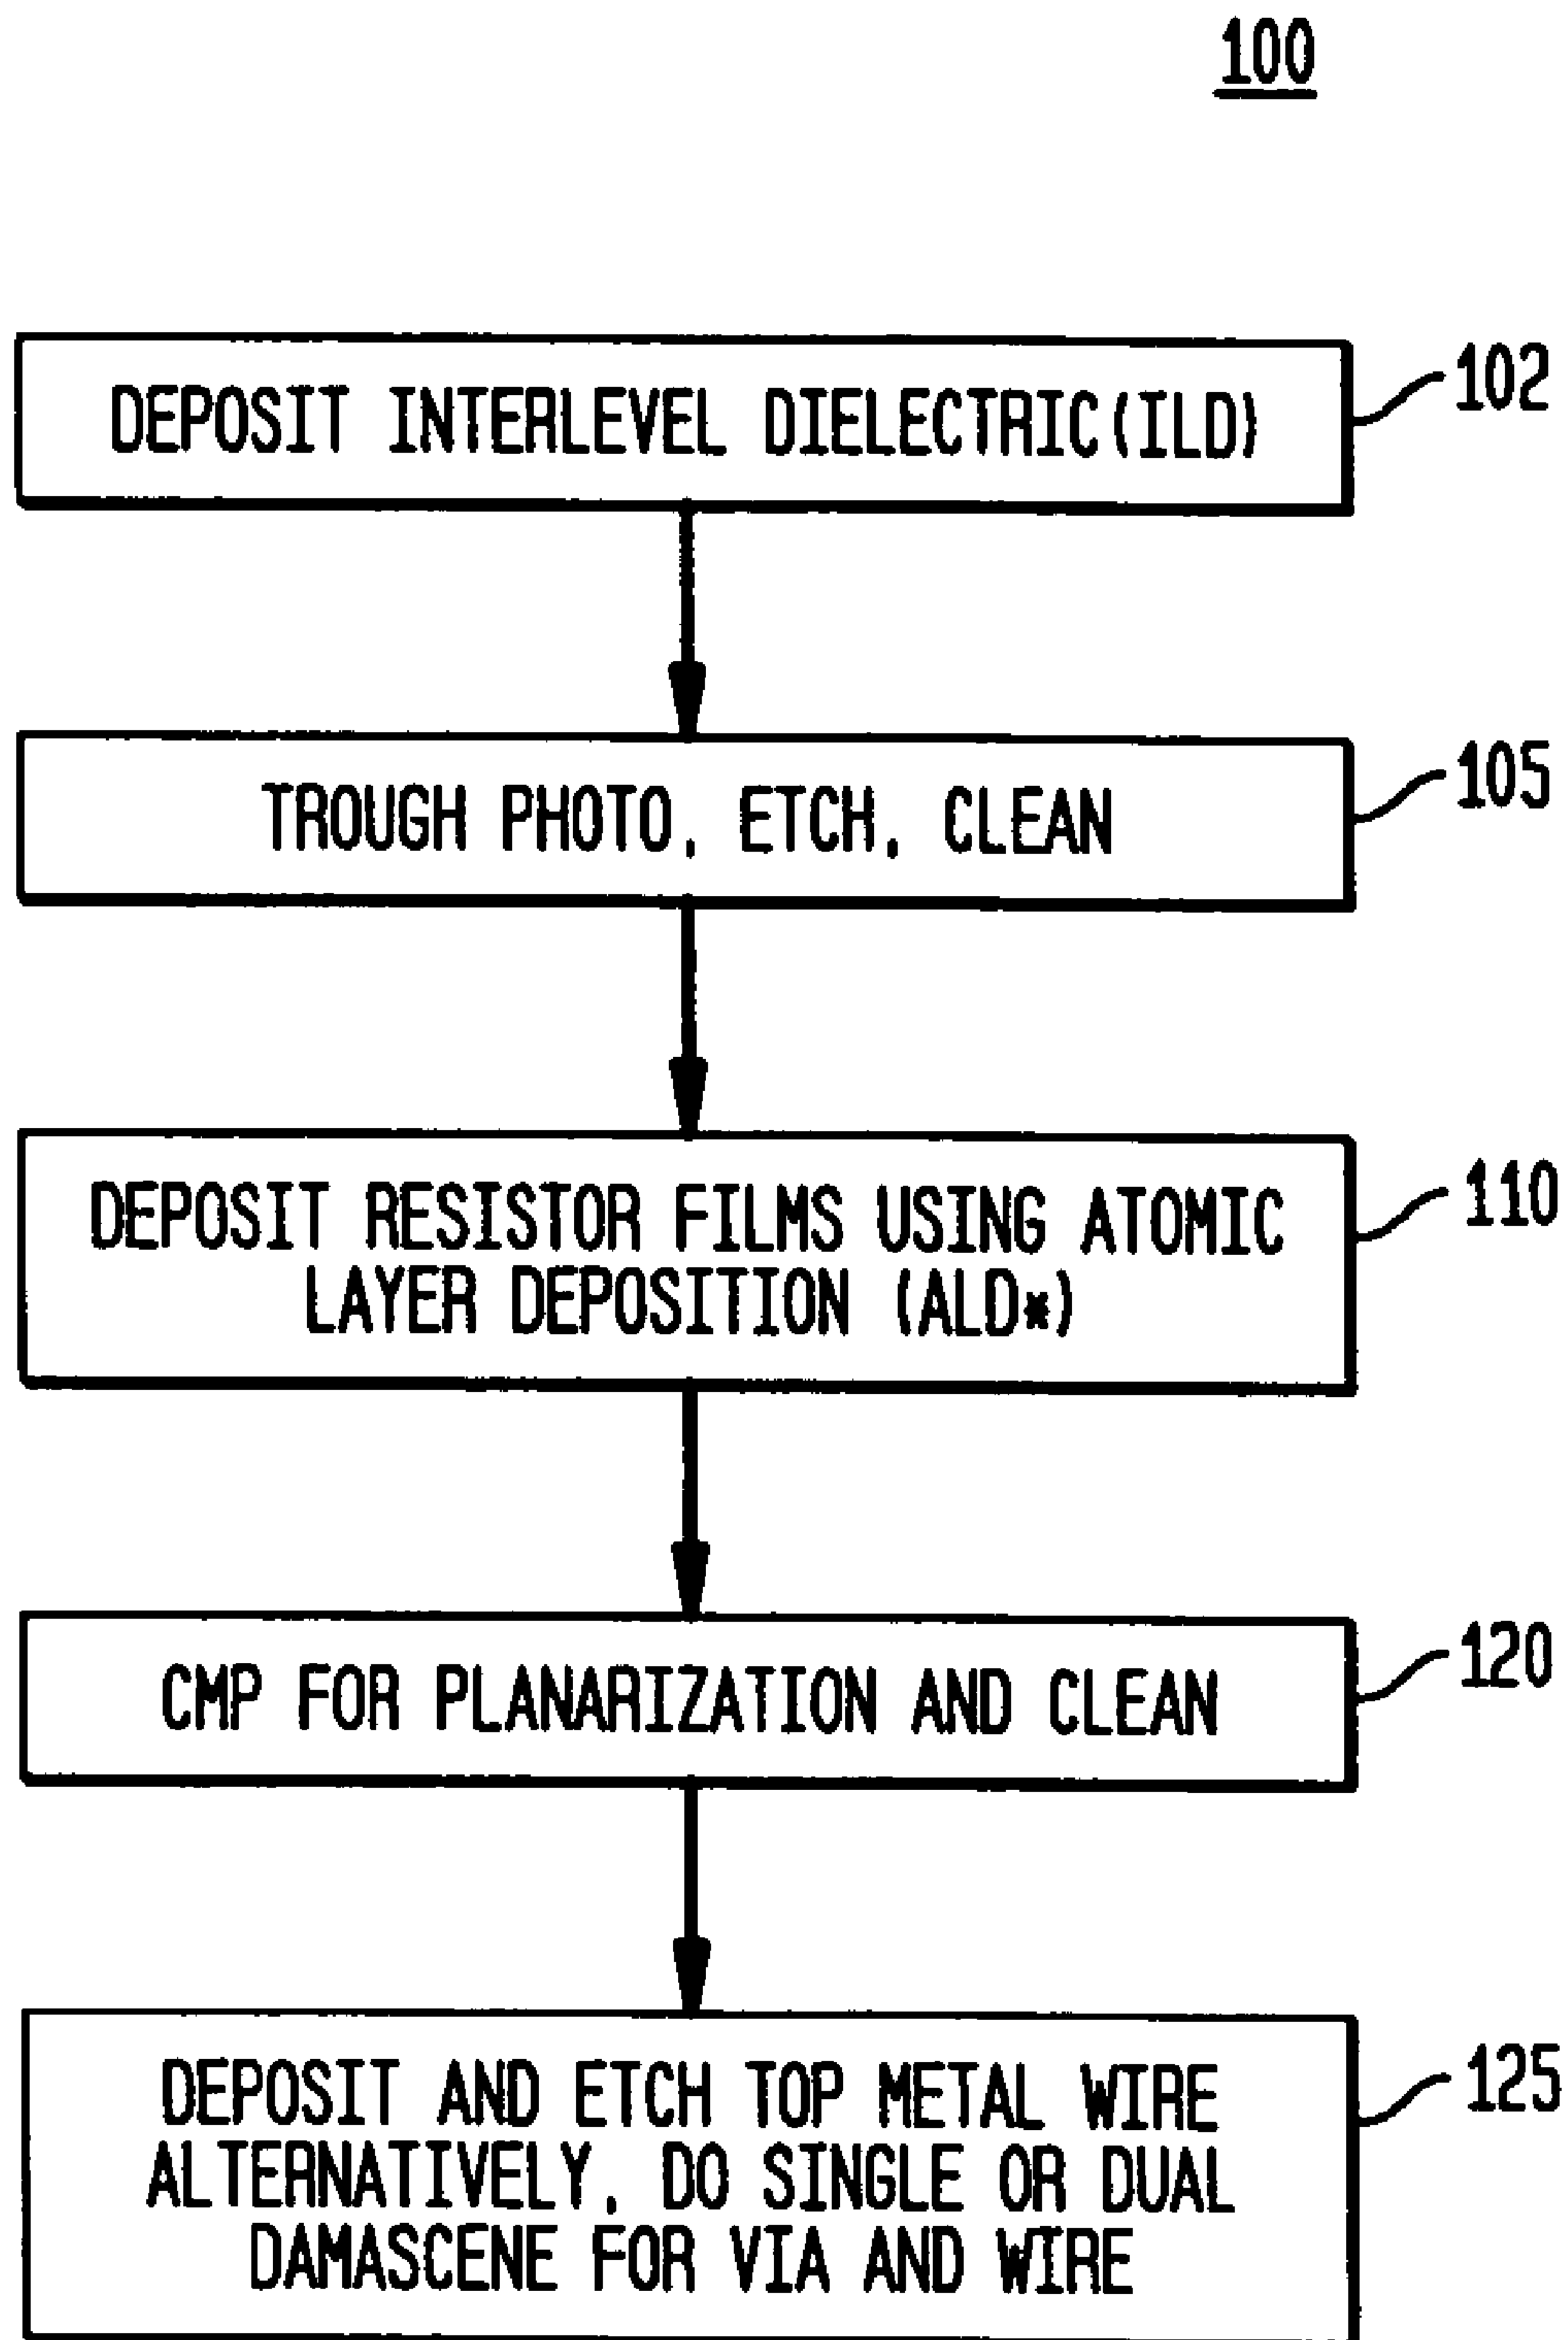 100
DEPOSIT INTERLEVEL DIELECTRIC(ILD)
102
TROUGH PHOTO, ETCH, CLEAN
105
DEPOSIT RESISTOR FILMS USING ATOMIC
LAYER DEPOSITION (ALD*)
110
CMP FOR PLANARIZATION AND CLEAN
120
DEPOSIT AND ETCH TOP METAL WIRE
ALTERNATIVELY, DO SINGLE OR DUAL
DAMASCENE FOR VIA AND WIRE
125